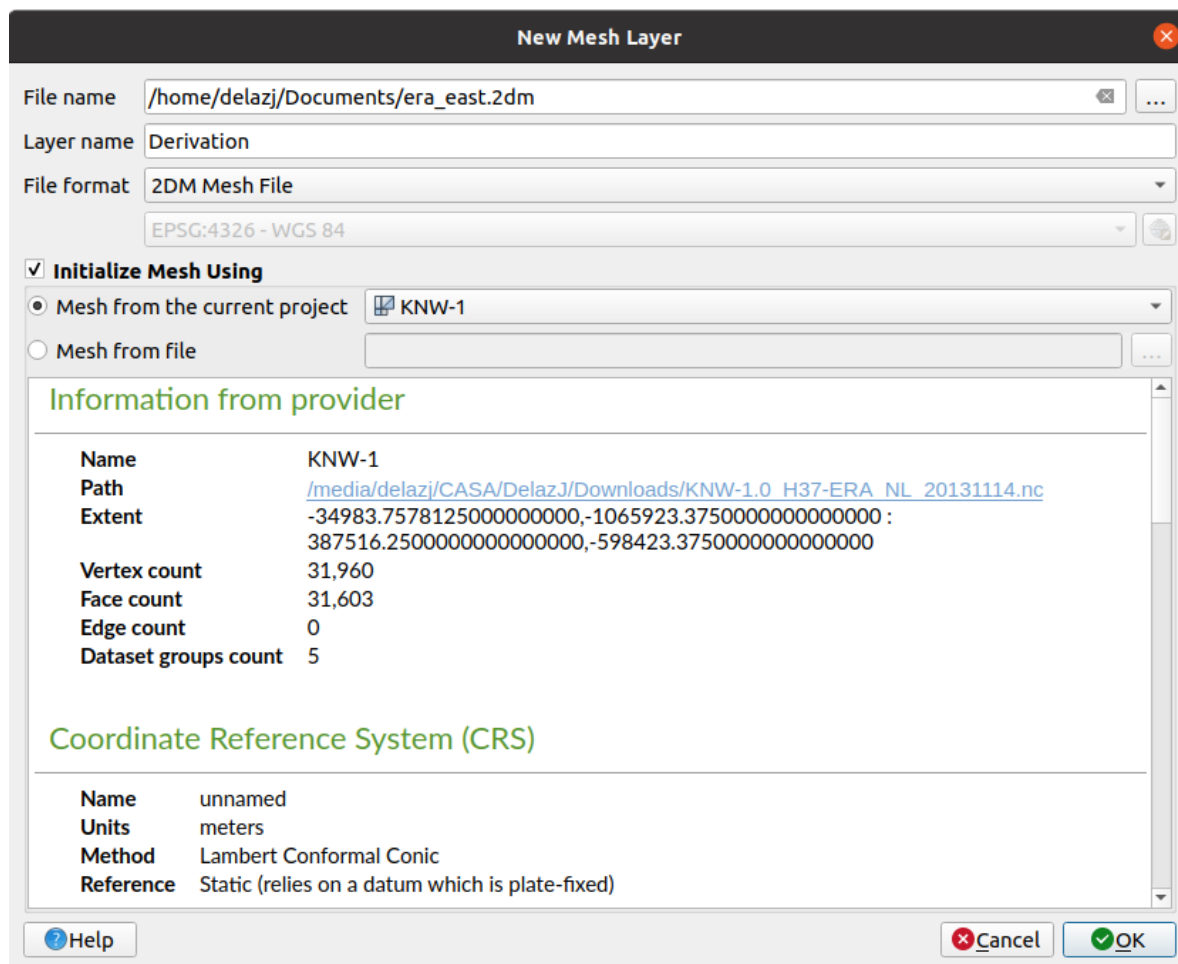 New Mesh Layer
File name /home/delazj/Documents/era_east.2dm ...
Layer name Derivation
File format 2DM Mesh File
EPSG:4326 - WGS 84
Initialize Mesh Using
Mesh from the current project KNW-1
Mesh from file ...
Information from provider
Name KNW-1
Path /media/delazj/CASA/DelazJ/Downloads/KNW-1.0_H37-ERA_NL_20131114.nc
Extent -34983.7578125000000000,-1065923.3750000000000000 :
387516.2500000000000000,-598423.3750000000000000
Vertex count 31,960
Face count 31,603
Edge count 0
Dataset groups count 5
Coordinate Reference System (CRS)
Name unnamed
Units meters
Method Lambert Conformal Conic
Reference Static (relies on a datum which is plate-fixed)
Help Cancel OK